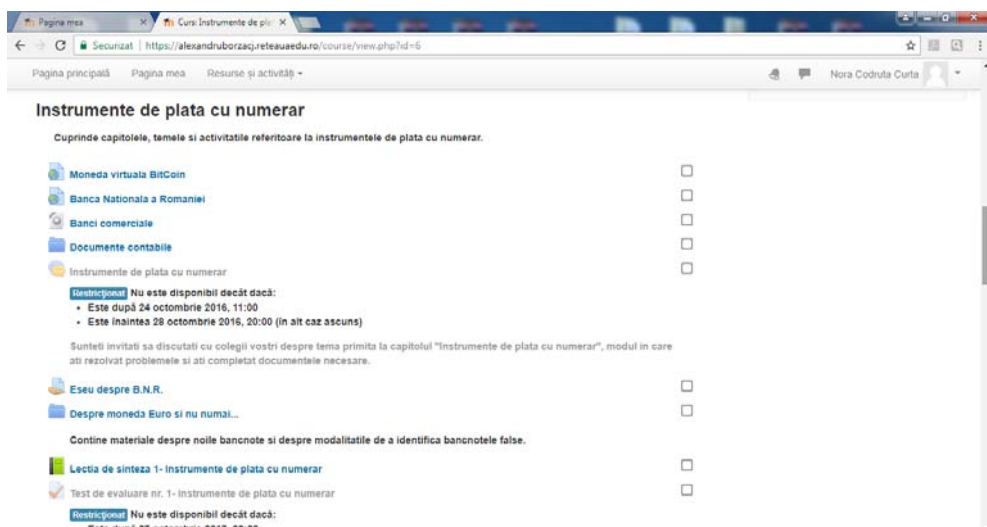 Pagina mea
Curs: Instrumente de pla
Securizat | https://alexandruborzacj.reteauaedu.ro/course/view.php?id=6
Pagina principală Pagina mea Resurse și activități
Nora Codruta Curta
Instrumente de plata cu numerar
Cuprinde capitolele, temele si activitatile referitoare la instrumentele de plata cu numerar.
Moneda virtuala BitCoin
Banca Nationala a Romaniei
Banci comerciale
Documente contabile
Instrumente de plata cu numerar
Restricționat Nu este disponibil decât dacă:
• Este după 24 octombrie 2016, 11:00
• Este înaintea 28 octombrie 2016, 20:00 (în alt caz ascuns)
Sunteti invitati sa discutati cu colegii vostri despre tema primita la capitolul "Instrumente de plata cu numerar", modul in care
ati rezolvat problemele si ati completat documentele necesare.
Eseu despre B.N.R.
Despre moneda Euro si nu numai...
Contine materiale despre noile bancnote si despre modalitatile de a identifica bancnotele false.
Lectia de sinteza 1- Instrumente de plata cu numerar
Test de evaluare nr. 1- Instrumente de plata cu numerar
Restricționat Nu este disponibil decât dacă: